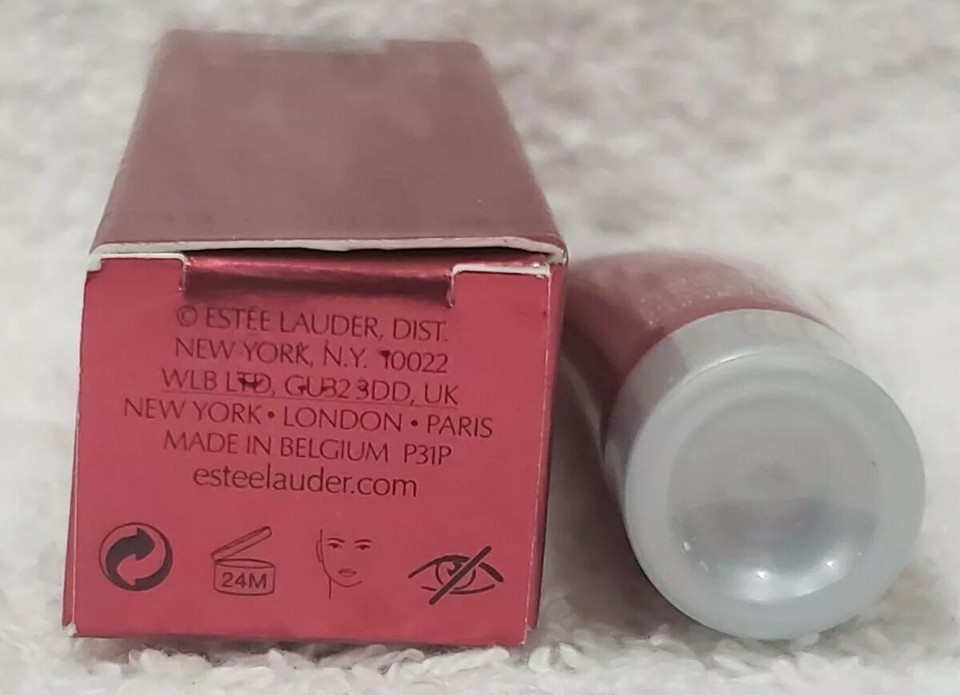 © ESTĒE LAUDER, DIST.
NEW YORK, N.Y. 10022
WLB LTD, GU32 3DD, UK
NEW YORK • LONDON • PARIS
MADE IN BELGIUM P31P
esteelauder.com
24M